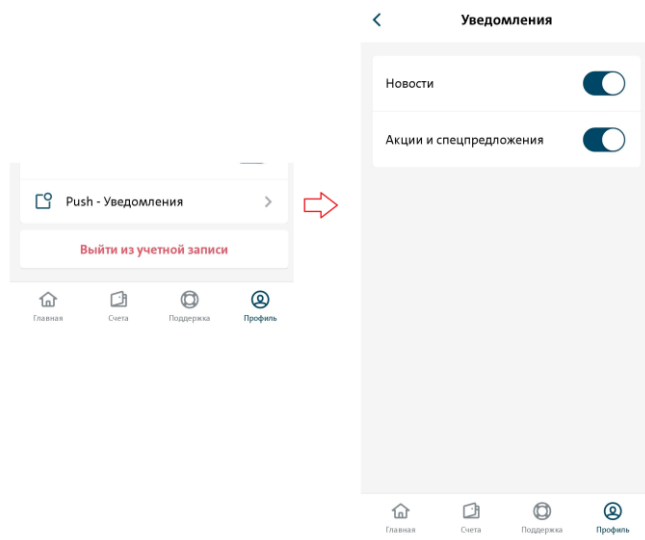 Push - Уведомления
Выйти из учетной записи
Главная
Счета
Поддержка
Профиль
Уведомления
Новости
Акции и спецпредложения
Главная
Счета
Поддержка
Профиль